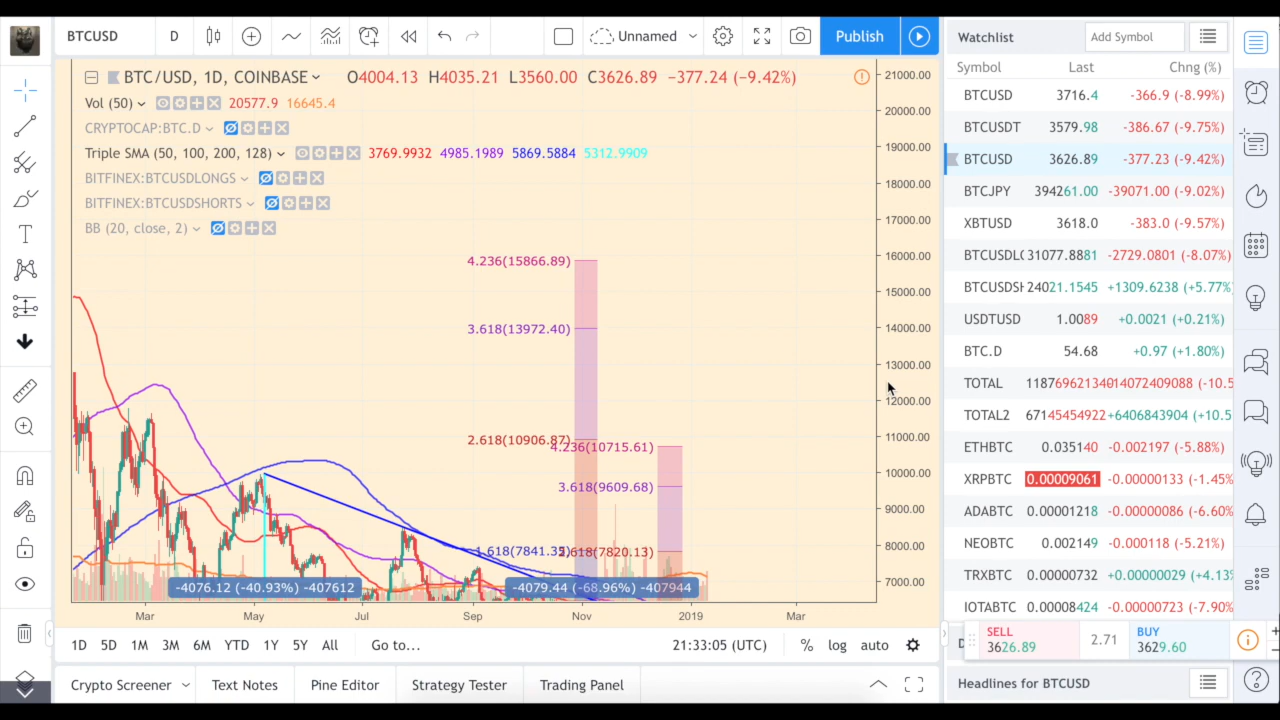 BTCUSD D Unnamed Publish
BTC/USD, 1D, COINBASE O4004.13 H4035.21 L3560.00 C3626.89 −377.24 (−9.42%)
Vol (50) 20577.9 16645.4
CRYPTOCAP:BTC.D
Triple SMA (50, 100, 200, 128) 3769.9932 4985.1989 5869.5884 5312.9909
BITFINEX:BTCUSDLONGS
BITFINEX:BTCUSDSHORTS
BB (20, close, 2)
4.236(15866.89)
3.618(13972.40)
2.618(10906.87)
4.236(10715.61)
3.618(9609.68)
1.618(7841.35)
2.618(7820.13)
-4076.12 (-40.93%) -407612
-4079.44 (-68.96%) -407944
21000.00
20000.00
19000.00
18000.00
17000.00
16000.00
15000.00
14000.00
13000.00
12000.00
11000.00
10000.00
9000.00
8000.00
7000.00
Mar May Jul Sep Nov 2019 Mar
1D 5D 1M 3M 6M YTD 1Y 5Y All Go to... 21:33:05 (UTC) % log auto
Crypto Screener Text Notes Pine Editor Strategy Tester Trading Panel
Watchlist Add Symbol
Symbol Last Chng (%)
BTCUSD 3716.4 -366.9 (-8.99%)
BTCUSDT 3579.98 -386.67 (-9.75%)
BTCUSD 3626.89 -377.23 (-9.42%)
BTCJPY 394261.00 -39071.00 (-9.02%)
XBTUSD 3618.0 -383.0 (-9.57%)
BTCUSDL 31077.8881 -2729.0801 (-8.07%)
BTCUSDSH 24021.1545 +1309.6238 (+5.77%)
USDTUSD 1.0089 +0.0021 (+0.21%)
BTC.D 54.68 +0.97 (+1.80%)
TOTAL (-10.5
TOTAL2 67145454922 +6406843904 (+10.5
ETHBTC 0.035140 -0.002197 (-5.88%)
XRPBTC 0.00009061 -0.00000133 (-1.45%
ADABTC 0.00001218 -0.00000086 (-6.60%
NEOBTC 0.002149 -0.000118 (-5.21%)
TRXBTC 0.00000732 +0.00000029 (+4.13%
IOTABTC 0.00008424 -0.00000723 (-7.90%
SELL 2.71 BUY
3626.89 3629.60
Headlines for BTCUSD